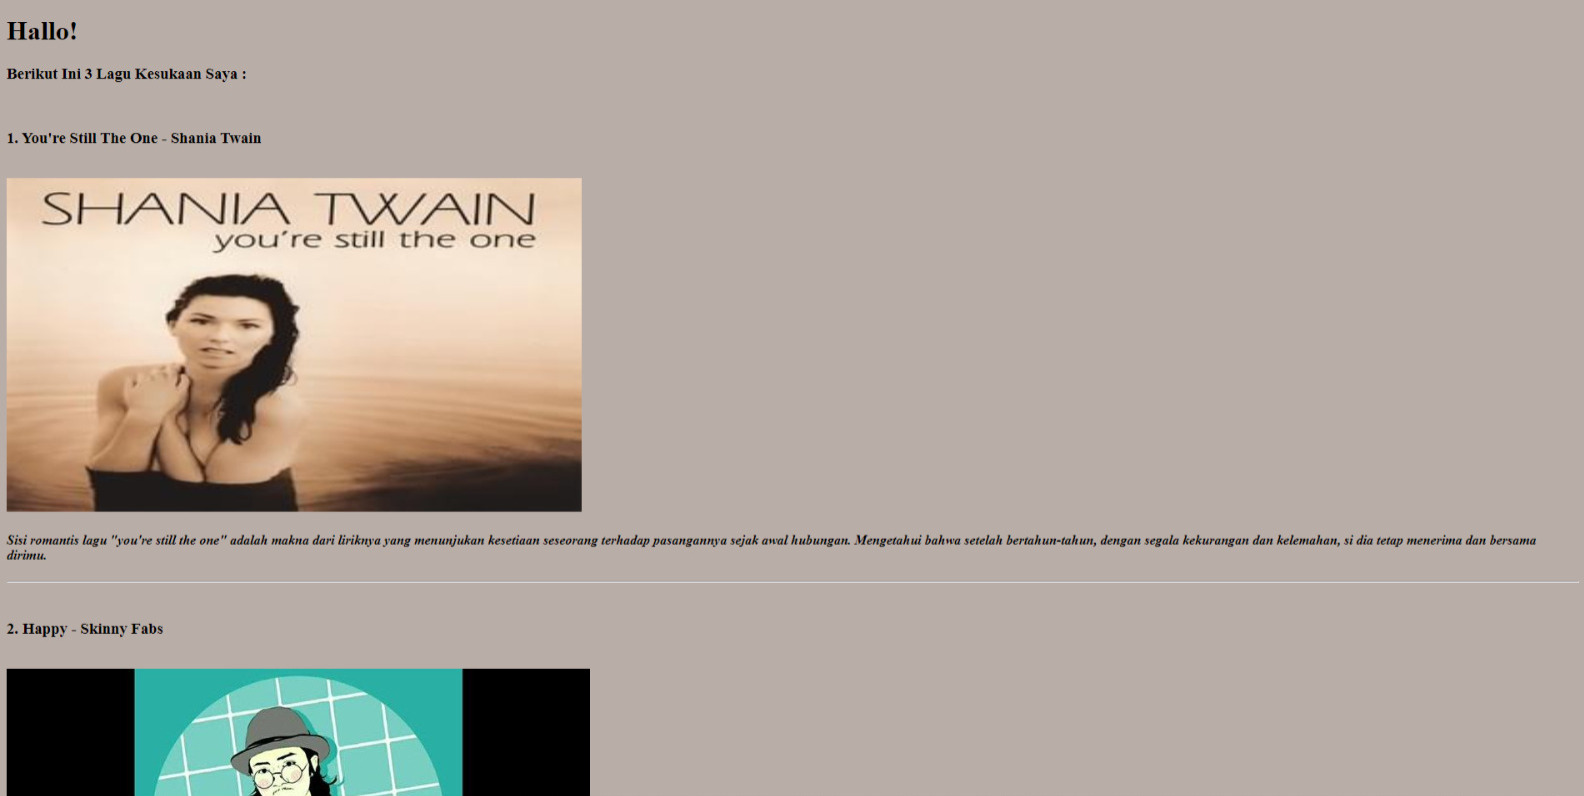 Hallo!
Berikut Ini 3 Lagu Kesukaan Saya :
1. You're Still The One - Shania Twain
SHANIA TWAIN
you're still the one
Sisi romantis lagu "you're still the one" adalah makna dari liriknya yang menunjukan kesetiaan seseorang terhadap pasangannya sejak awal hubungan. Mengetahui bahwa setelah bertahun-tahun, dengan segala kekurangan dan kelemahan, si dia tetap menerima dan bersama
dirimu.
2. Happy - Skinny Fabs